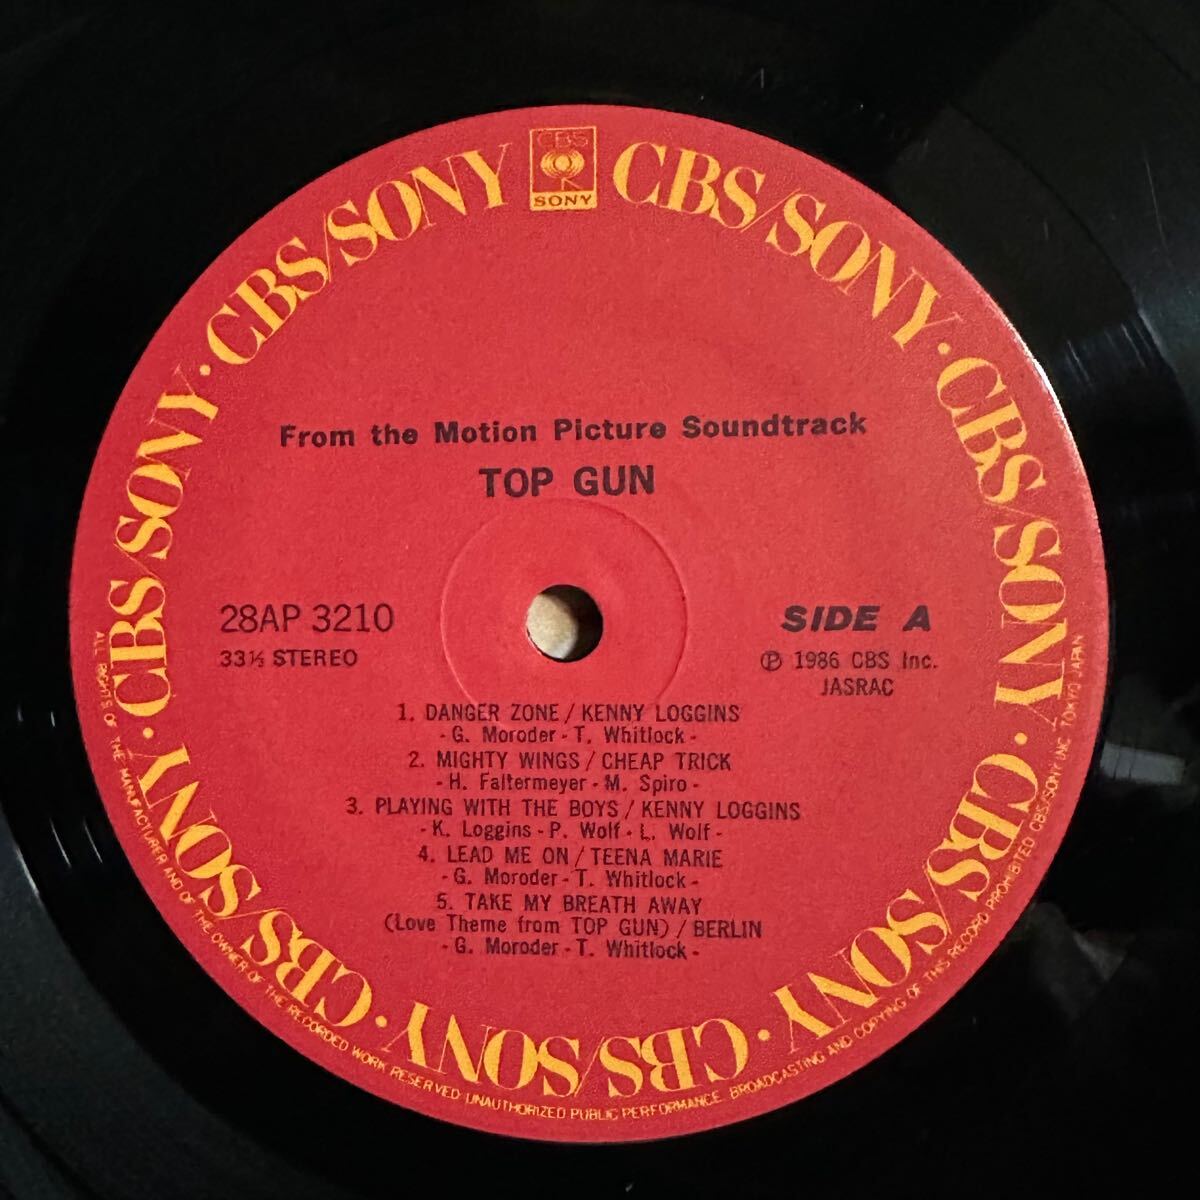 CBS
SONY
CBS/SONY · CBS/SONY · CBS/SONY · CBS/SONY · CBS/SONY · CBS/SONY · CBS/SONY · CBS/SONY
From the Motion Picture Soundtrack
TOP GUN
28AP 3210
33⅓ STEREO
SIDE A
Ⓟ 1986 CBS Inc.
JASRAC
1. DANGER ZONE / KENNY LOGGINS
- G. Moroder - T. Whitlock -
2. MIGHTY WINGS / CHEAP TRICK
- H. Faltermeyer - M. Spiro -
3. PLAYING WITH THE BOYS / KENNY LOGGINS
- K. Loggins - P. Wolf - L. Wolf -
4. LEAD ME ON / TEENA MARIE
- G. Moroder - T. Whitlock -
5. TAKE MY BREATH AWAY
(Love Theme from TOP GUN) / BERLIN
- G. Moroder - T. Whitlock -
ALL RIGHTS OF THE MANUFACTURER AND OF THE OWNER OF THE RECORDED WORK RESERVED UNAUTHORIZED PUBLIC PERFORMANCE BROADCASTING AND COPYING OF THIS RECORD PROHIBITED CBS/SONY INC TOKYO JAPAN